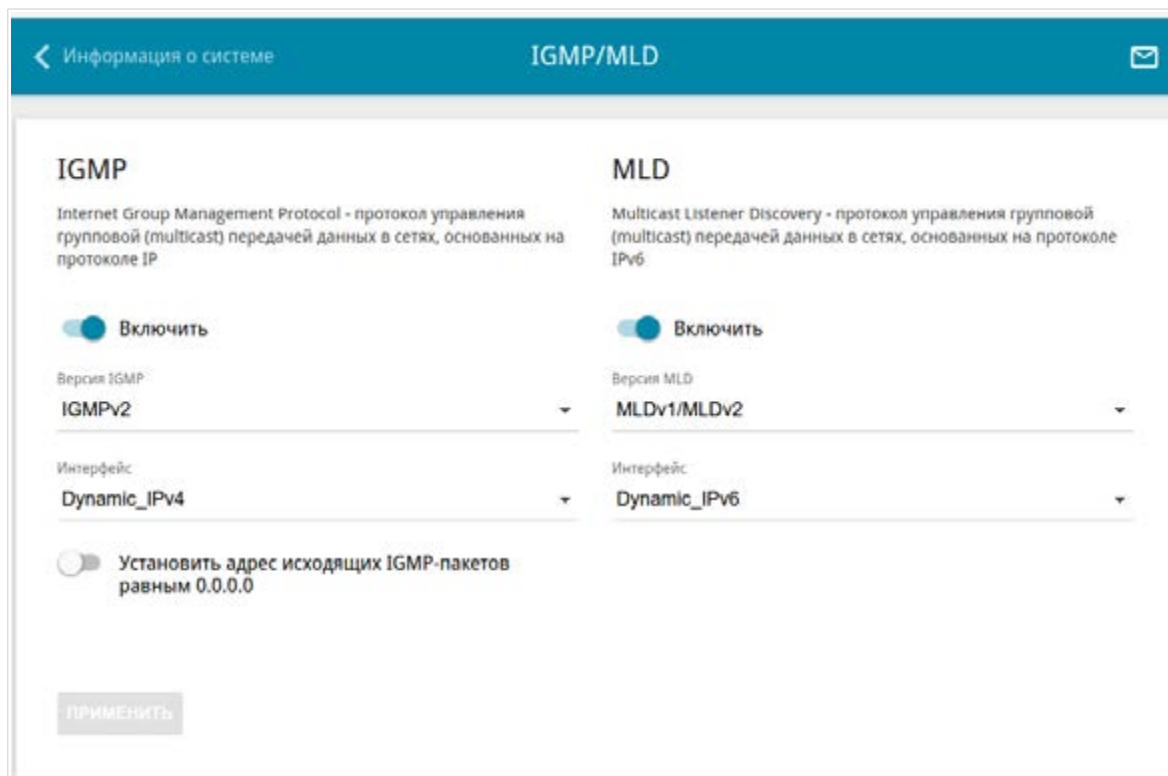 Информация о системе
IGMP/MLD
IGMP
Internet Group Management Protocol - протокол управления
групповой (multicast) передачей данных в сетях, основанных на
протоколе IP
Включить
Версия IGMP
IGMPv2
Интерфейс
Dynamic_IPv4
Установить адрес исходящих IGMP-пакетов
равным 0.0.0.0
ПРИМЕНИТЬ
MLD
Multicast Listener Discovery - протокол управления групповой
(multicast) передачей данных в сетях, основанных на протоколе
IPv6
Включить
Версия MLD
MLDv1/MLDv2
Интерфейс
Dynamic_IPv6